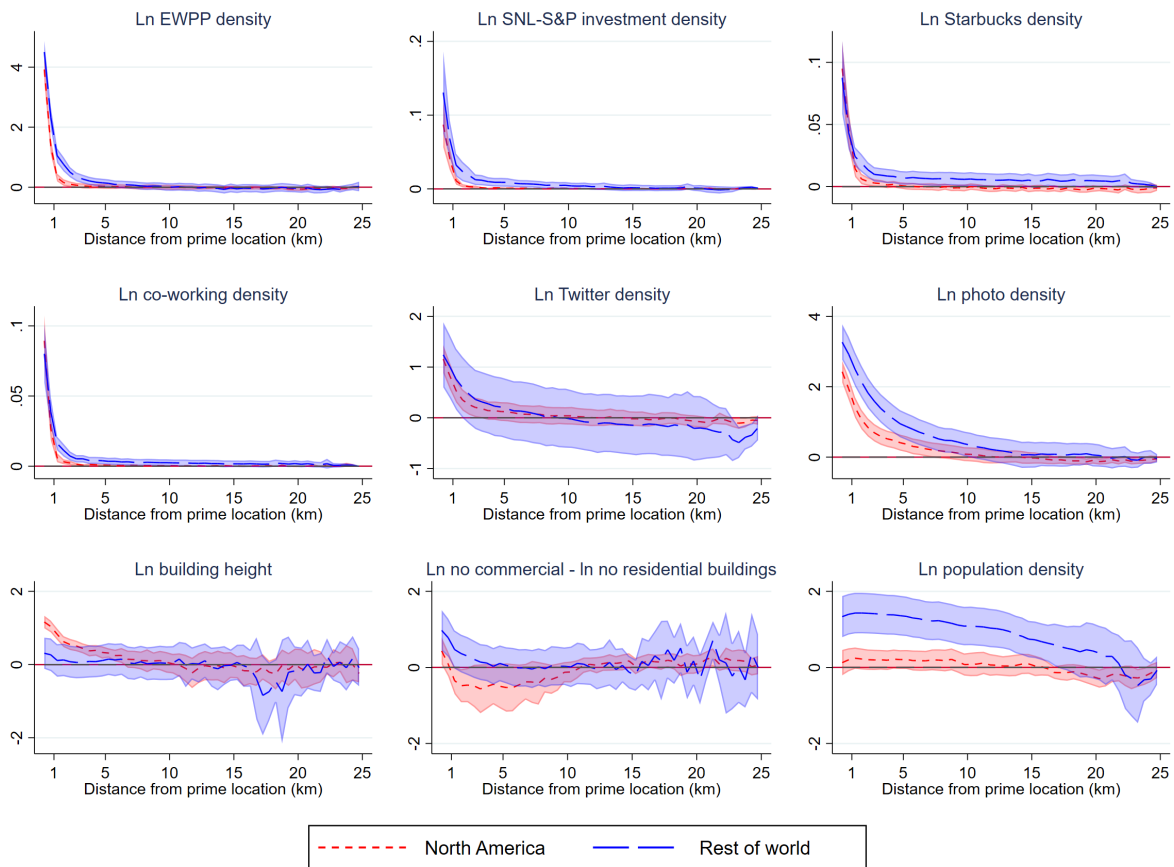 Ln EWPP density
4
2
0
1 5 10 15 20 25
Distance from prime location (km)
Ln SNL-S&P investment density
.2
.1
0
1 5 10 15 20 25
Distance from prime location (km)
Ln Starbucks density
.1
.05
0
1 5 10 15 20 25
Distance from prime location (km)
Ln co-working density
.1
.05
0
1 5 10 15 20 25
Distance from prime location (km)
Ln Twitter density
2
1
0
-1
1 5 10 15 20 25
Distance from prime location (km)
Ln photo density
4
2
0
1 5 10 15 20 25
Distance from prime location (km)
Ln building height
2
0
-2
1 5 10 15 20 25
Distance from prime location (km)
Ln no commercial - ln no residential buildings
2
0
-2
1 5 10 15 20 25
Distance from prime location (km)
Ln population density
2
0
-2
1 5 10 15 20 25
Distance from prime location (km)
North America
Rest of world